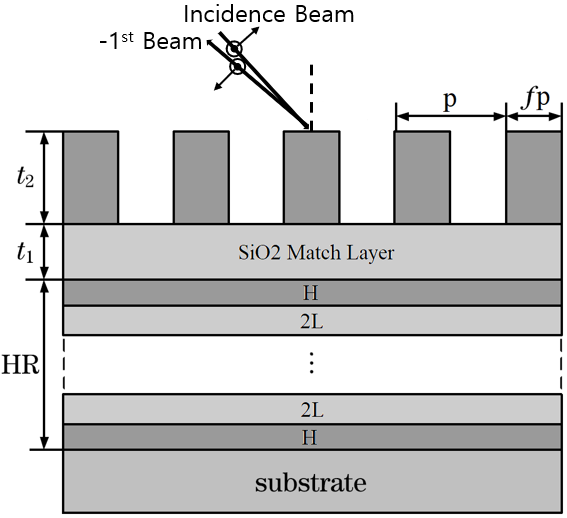 Incidence Beam
-1st Beam
p
fp
t2
t1
SiO2 Match Layer
H
2L
HR
⋮
2L
H
substrate